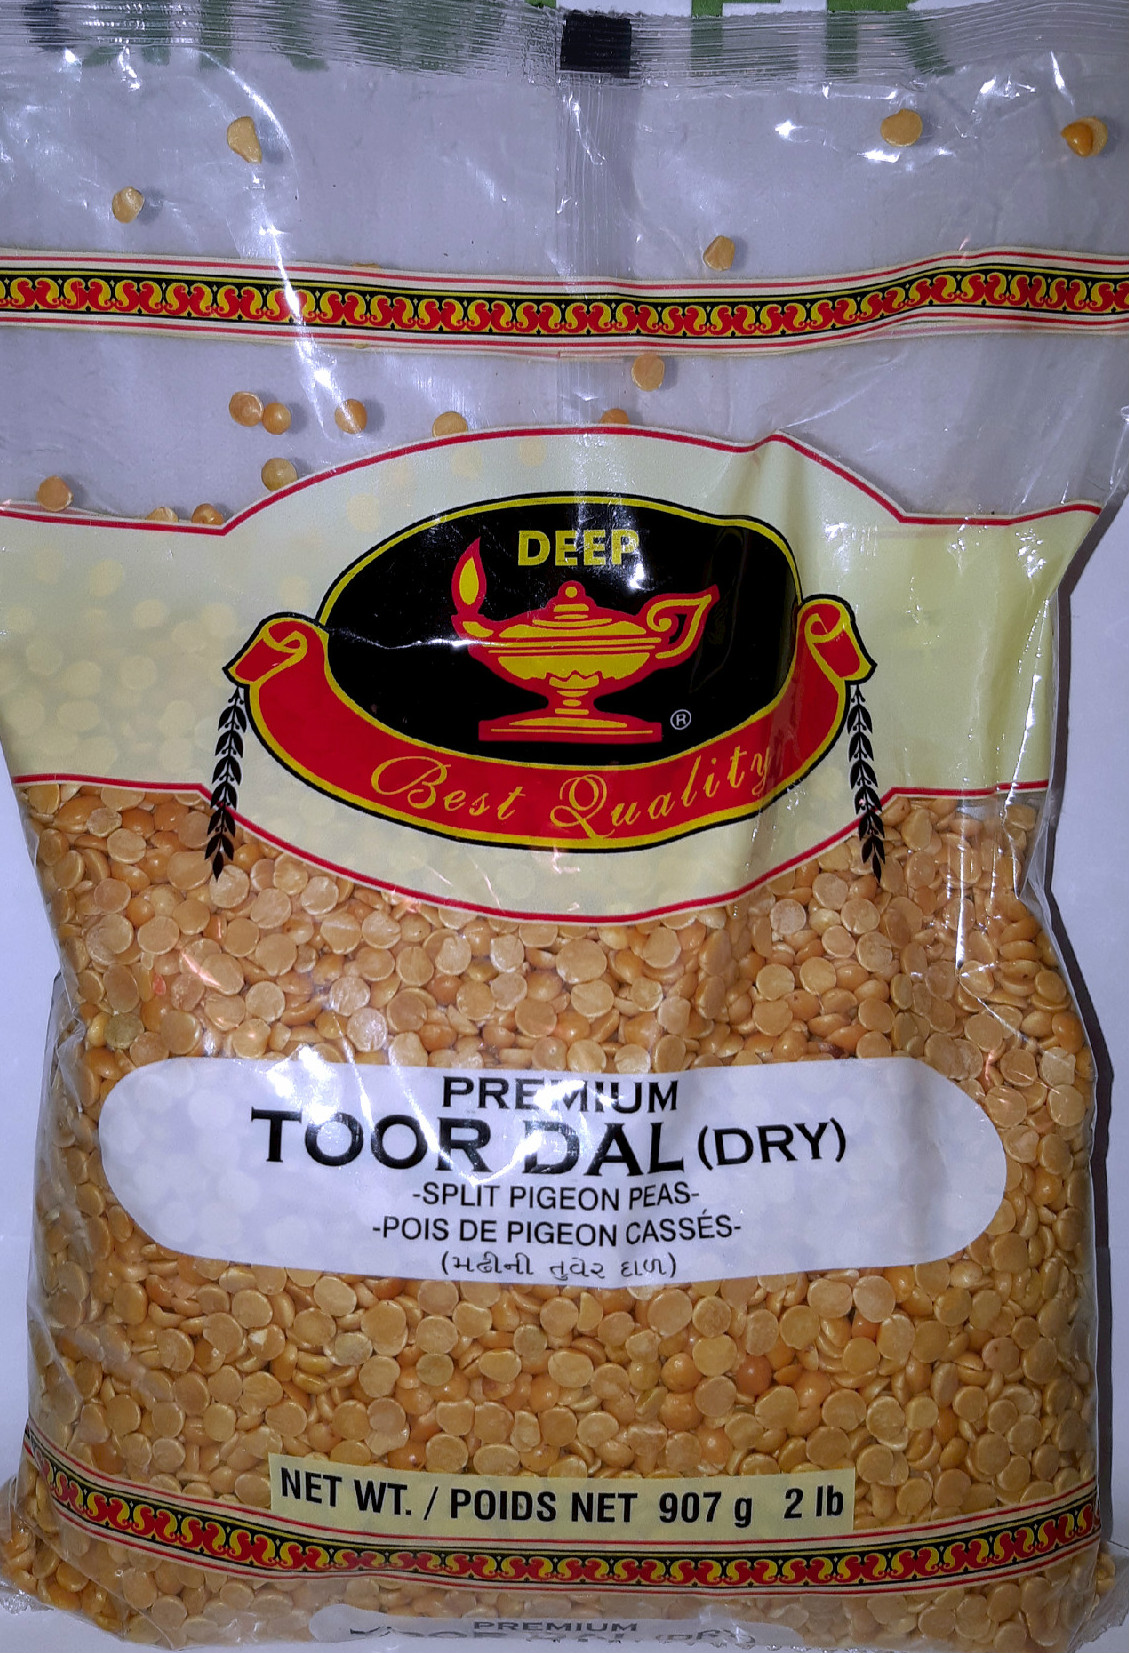 DEEP
®
Best Quality
PREMIUM
TOOR DAL (DRY)
-SPLIT PIGEON PEAS-
-POIS DE PIGEON CASSÉS-
(મઢીની તુવેર દાળ)
NET WT. / POIDS NET 907 g 2 lb
PREMIUM